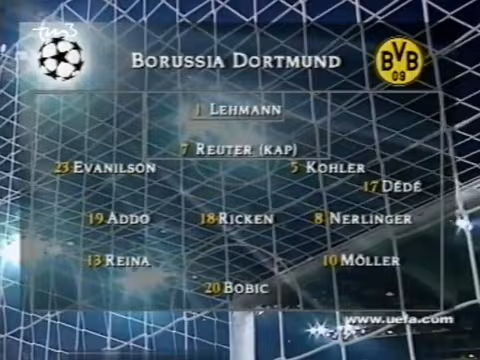 tv3
BORUSSIA DORTMUND
BVB
09
1 LEHMANN
7 REUTER (KAP)
23 EVANILSON 5 KOHLER
17 DÉDÉ
19 ADDO 18 RICKEN 8 NERLINGER
13 REINA 10 MÖLLER
20 BOBIC
www.uefa.com